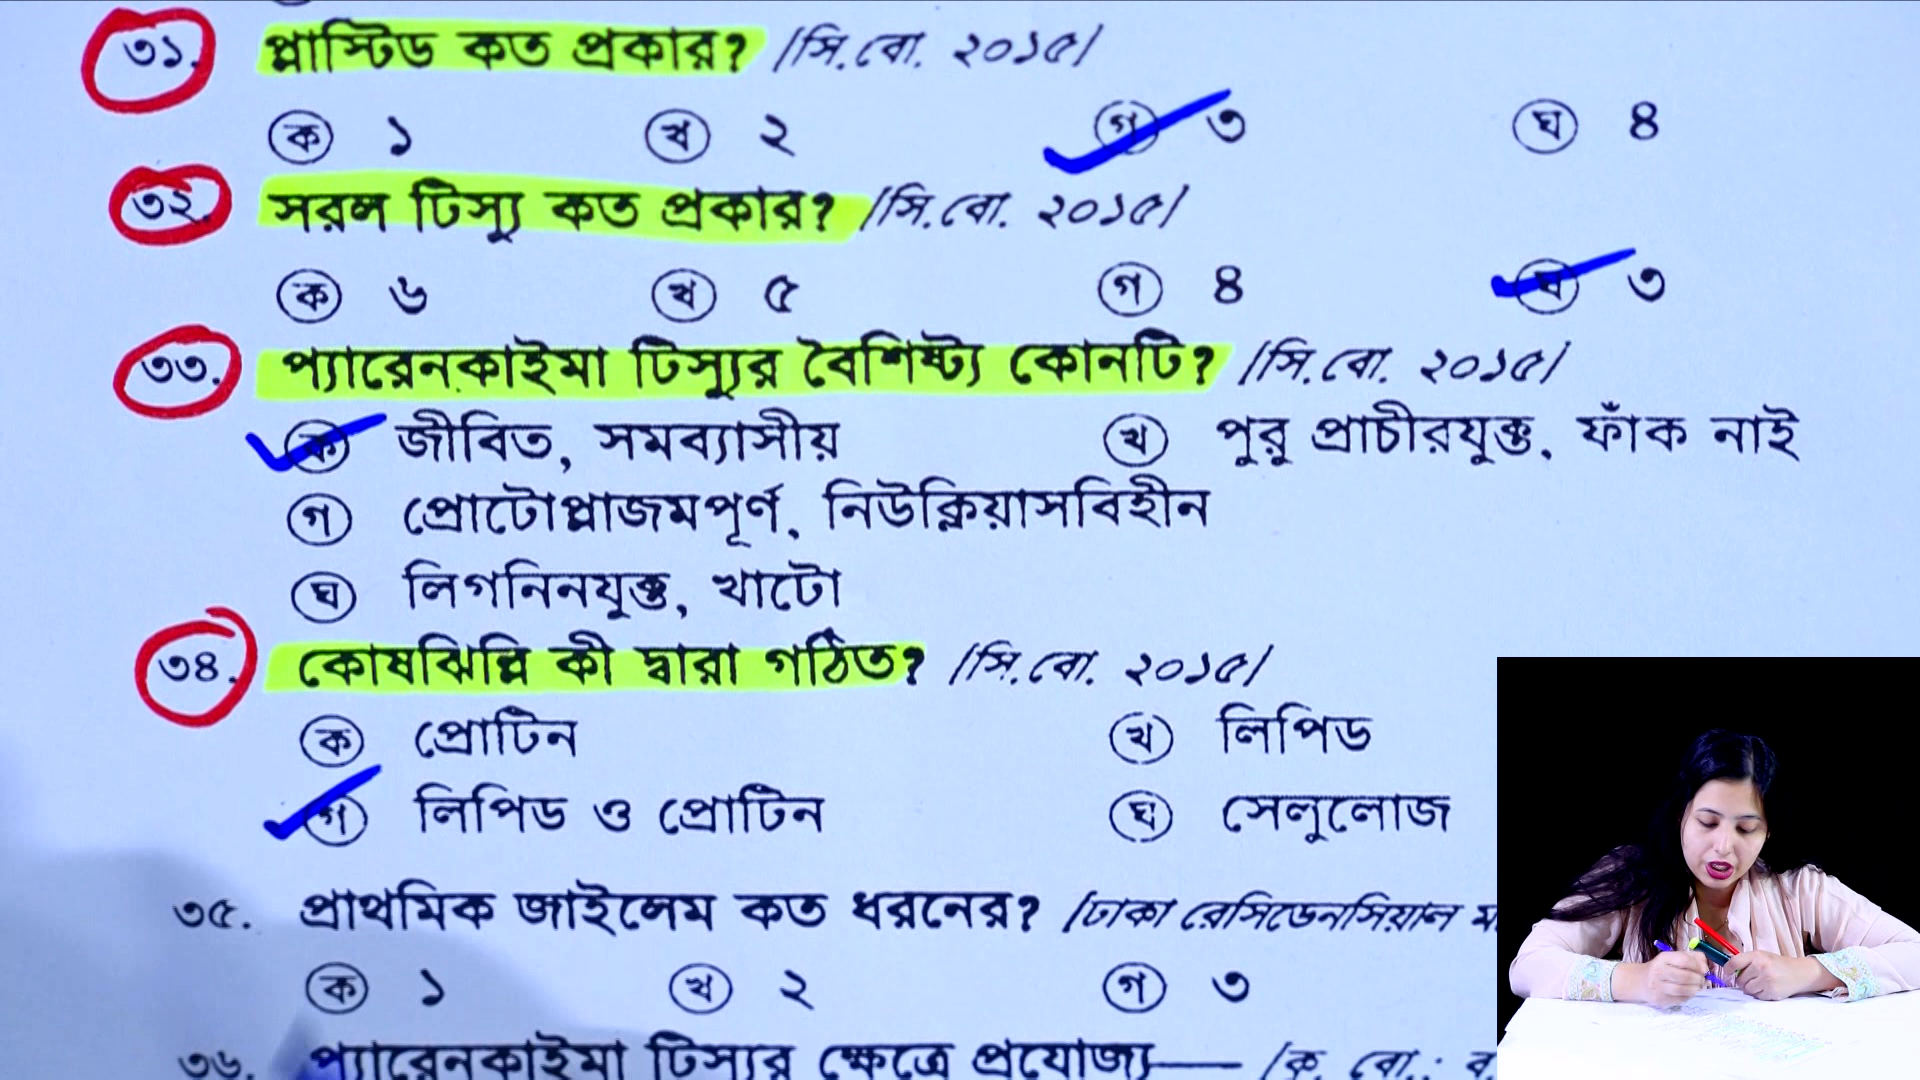 ৩১. প্লাস্টিড কত প্রকার? /সি.বো. ২০১৫/
ক ১ খ ২ গ ৩ ঘ ৪
৩২. সরল টিস্যু কত প্রকার? /সি.বো. ২০১৫/
ক ৬ খ ৫ গ ৪ ঘ ৩
৩৩. প্যারেনকাইমা টিস্যুর বৈশিষ্ট্য কোনটি? /সি.বো. ২০১৫/
ক জীবিত, সমব্যাসীয় খ পুরু প্রাচীরযুক্ত, ফাঁক নাই
গ প্রোটোপ্লাজমপূর্ণ, নিউক্লিয়াসবিহীন
ঘ লিগনিনযুক্ত, খাটো
৩৪. কোষঝিল্লি কী দ্বারা গঠিত? /সি.বো. ২০১৫/
ক প্রোটিন খ লিপিড
গ লিপিড ও প্রোটিন ঘ সেলুলোজ
৩৫. প্রাথমিক জাইলেম কত ধরনের? /ঢাকা রেসিডেনসিয়াল ম
ক ১ খ ২ গ ৩
৩৬. প্যারেনকাইমা টিস্যুর ক্ষেত্রে প্রযোজ্য— /কু. বো.; ব.